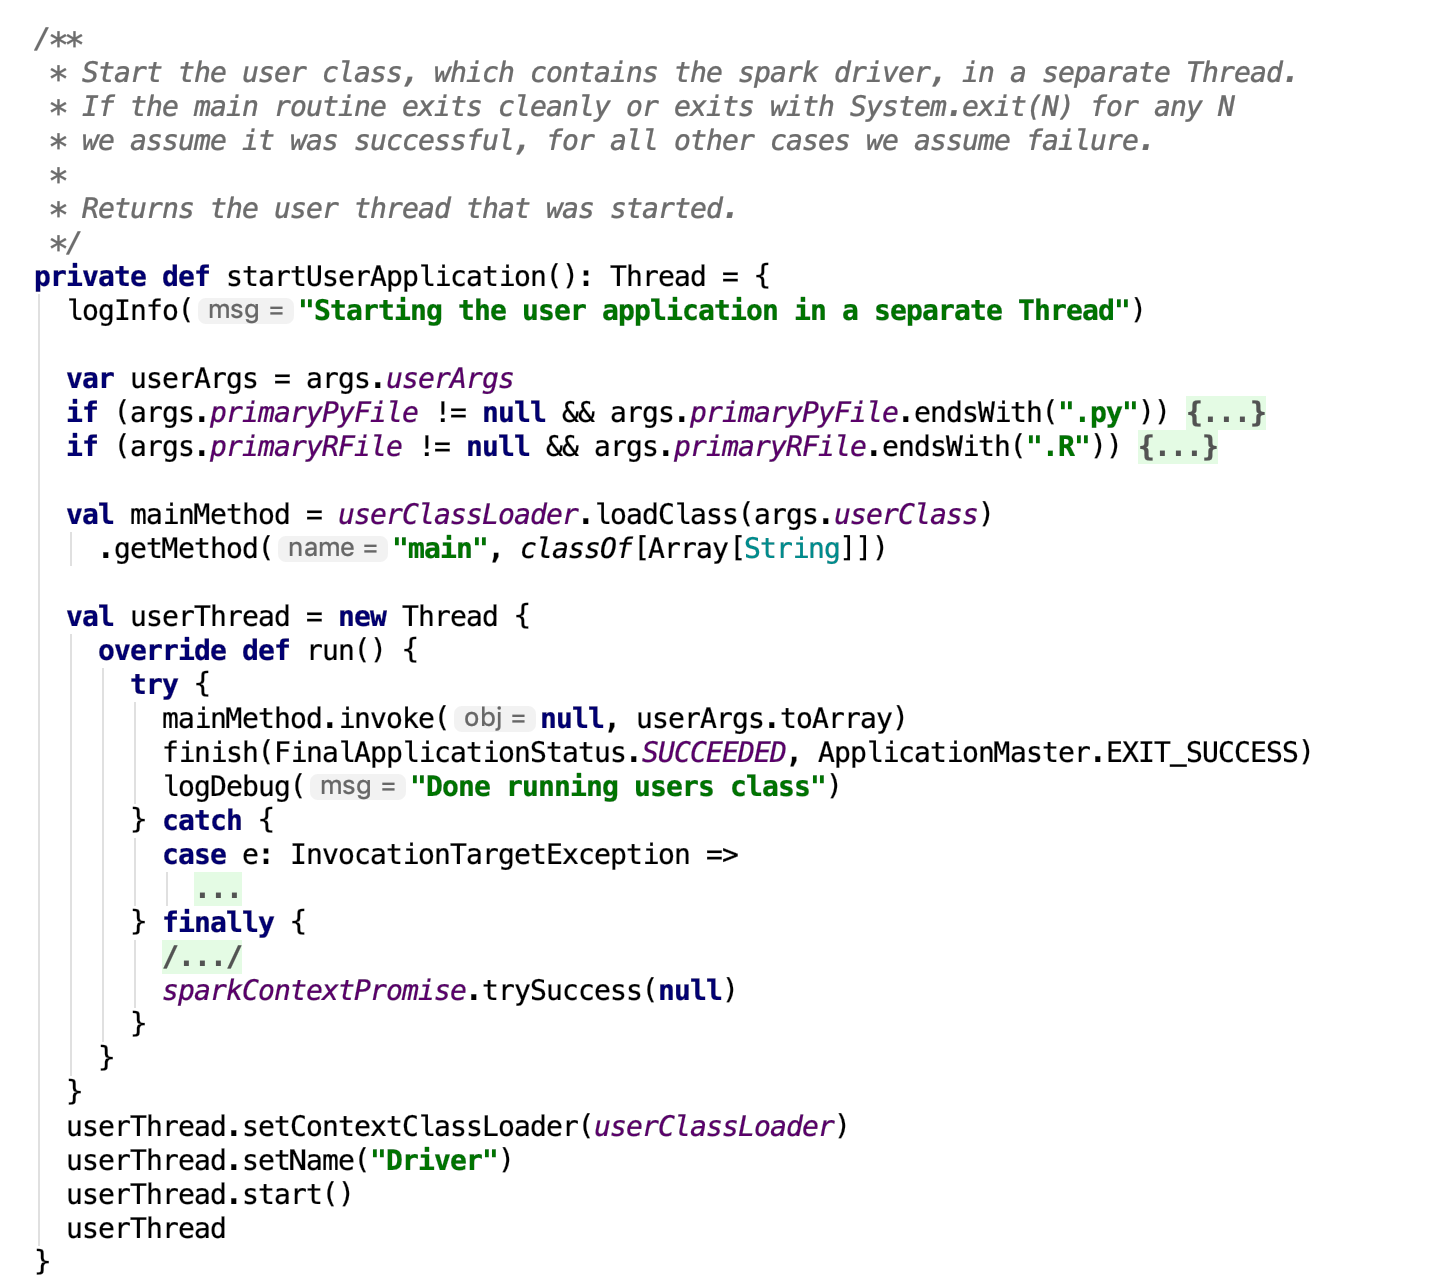 /**
 * Start the user class, which contains the spark driver, in a separate Thread.
 * If the main routine exits cleanly or exits with System.exit(N) for any N
 * we assume it was successful, for all other cases we assume failure.
 *
 * Returns the user thread that was started.
 */
private def startUserApplication(): Thread = {
  logInfo( msg = "Starting the user application in a separate Thread")

  var userArgs = args.userArgs
  if (args.primaryPyFile != null && args.primaryPyFile.endsWith(".py")) {...}
  if (args.primaryRFile != null && args.primaryRFile.endsWith(".R")) {...}

  val mainMethod = userClassLoader.loadClass(args.userClass)
    .getMethod( name = "main", classOf[Array[String]])

  val userThread = new Thread {
    override def run() {
      try {
        mainMethod.invoke( obj = null, userArgs.toArray)
        finish(FinalApplicationStatus.SUCCEEDED, ApplicationMaster.EXIT_SUCCESS)
        logDebug( msg = "Done running users class")
      } catch {
        case e: InvocationTargetException =>
          ...
      } finally {
        /.../
        sparkContextPromise.trySuccess(null)
      }
    }
  }
  userThread.setContextClassLoader(userClassLoader)
  userThread.setName("Driver")
  userThread.start()
  userThread
}